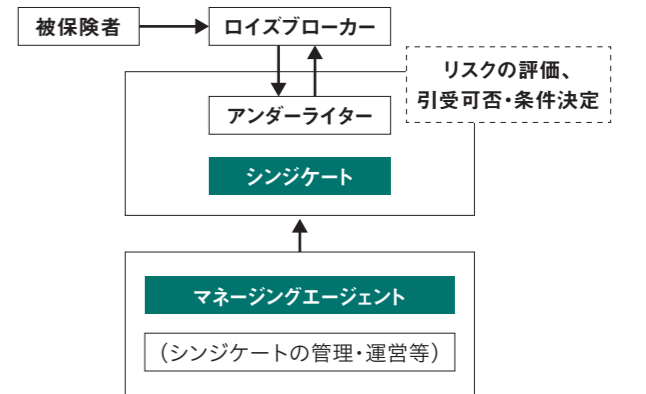 被保険者
ロイズブローカー
リスクの評価、
引受可否・条件決定
アンダーライター
シンジケート
マネージングエージェント
（シンジケートの管理・運営等）